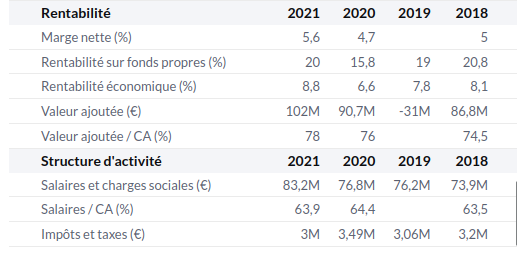 Rentabilité 2021 2020 2019 2018
Marge nette (%) 5,6 4,7 5
Rentabilité sur fonds propres (%) 20 15,8 19 20,8
Rentabilité économique (%) 8,8 6,6 7,8 8,1
Valeur ajoutée (€) 102M 90,7M -31M 86,8M
Valeur ajoutée / CA (%) 78 76 74,5
Structure d'activité 2021 2020 2019 2018
Salaires et charges sociales (€) 83,2M 76,8M 76,2M 73,9M
Salaires / CA (%) 63,9 64,4 63,5
Impôts et taxes (€) 3M 3,49M 3,06M 3,2M